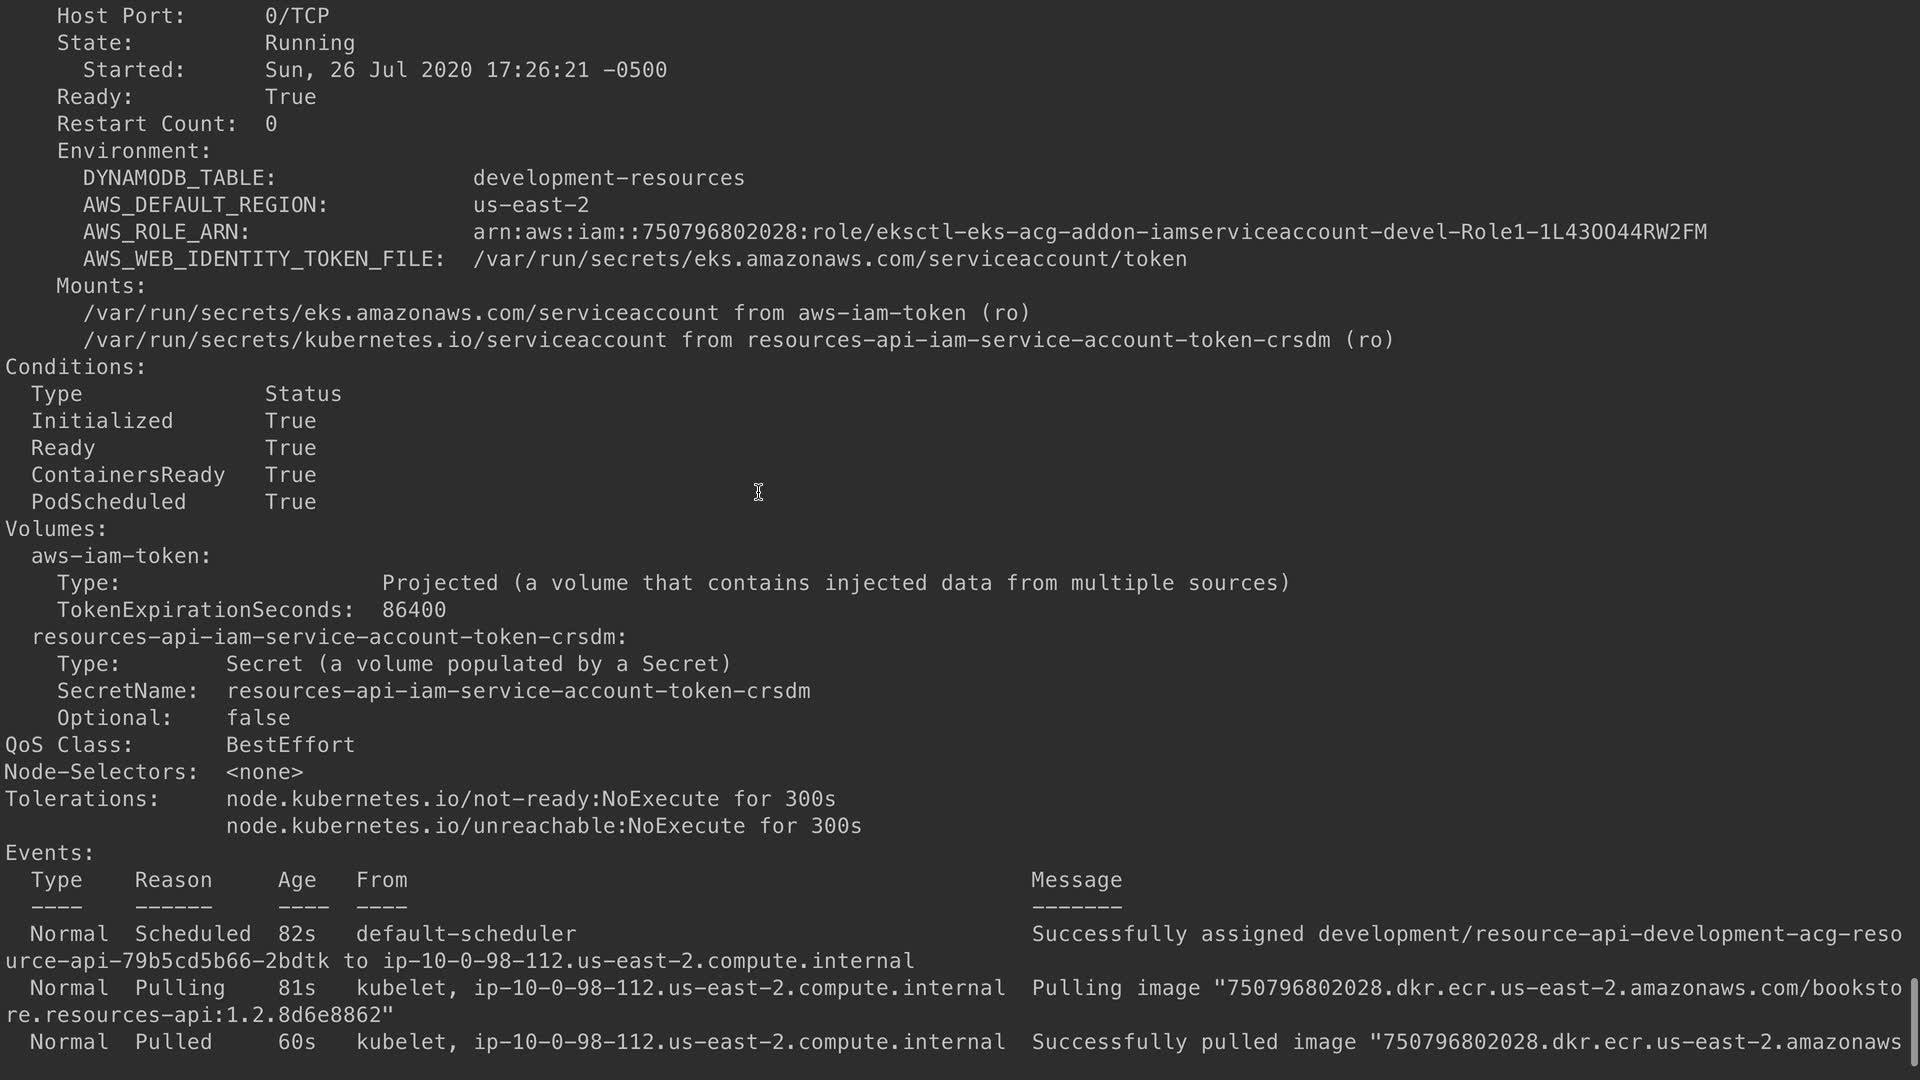 Host Port:      0/TCP
State:          Running
Started:      Sun, 26 Jul 2020 17:26:21 -0500
Ready:          True
Restart Count:  0
Environment:
DYNAMODB_TABLE:               development-resources
AWS_DEFAULT_REGION:           us-east-2
AWS_ROLE_ARN:                 arn:aws:iam::750796802028:role/eksctl-eks-acg-addon-iamserviceaccount-devel-Role1-1L43OO44RW2FM
AWS_WEB_IDENTITY_TOKEN_FILE:  /var/run/secrets/eks.amazonaws.com/serviceaccount/token
Mounts:
/var/run/secrets/eks.amazonaws.com/serviceaccount from aws-iam-token (ro)
/var/run/secrets/kubernetes.io/serviceaccount from resources-api-iam-service-account-token-crsdm (ro)
Conditions:
Type              Status
Initialized       True
Ready             True
ContainersReady   True
PodScheduled      True
Volumes:
aws-iam-token:
Type:                    Projected (a volume that contains injected data from multiple sources)
TokenExpirationSeconds:  86400
resources-api-iam-service-account-token-crsdm:
Type:        Secret (a volume populated by a Secret)
SecretName:  resources-api-iam-service-account-token-crsdm
Optional:    false
QoS Class:       BestEffort
Node-Selectors:  <none>
Tolerations:     node.kubernetes.io/not-ready:NoExecute for 300s
node.kubernetes.io/unreachable:NoExecute for 300s
Events:
Type    Reason     Age   From                                                Message
----    ------     ----  ----                                                -------
Normal  Scheduled  82s   default-scheduler                                   Successfully assigned development/resource-api-development-acg-reso
urce-api-79b5cd5b66-2bdtk to ip-10-0-98-112.us-east-2.compute.internal
Normal  Pulling    81s   kubelet, ip-10-0-98-112.us-east-2.compute.internal  Pulling image "750796802028.dkr.ecr.us-east-2.amazonaws.com/booksto
re.resources-api:1.2.8d6e8862"
Normal  Pulled     60s   kubelet, ip-10-0-98-112.us-east-2.compute.internal  Successfully pulled image "750796802028.dkr.ecr.us-east-2.amazonaws